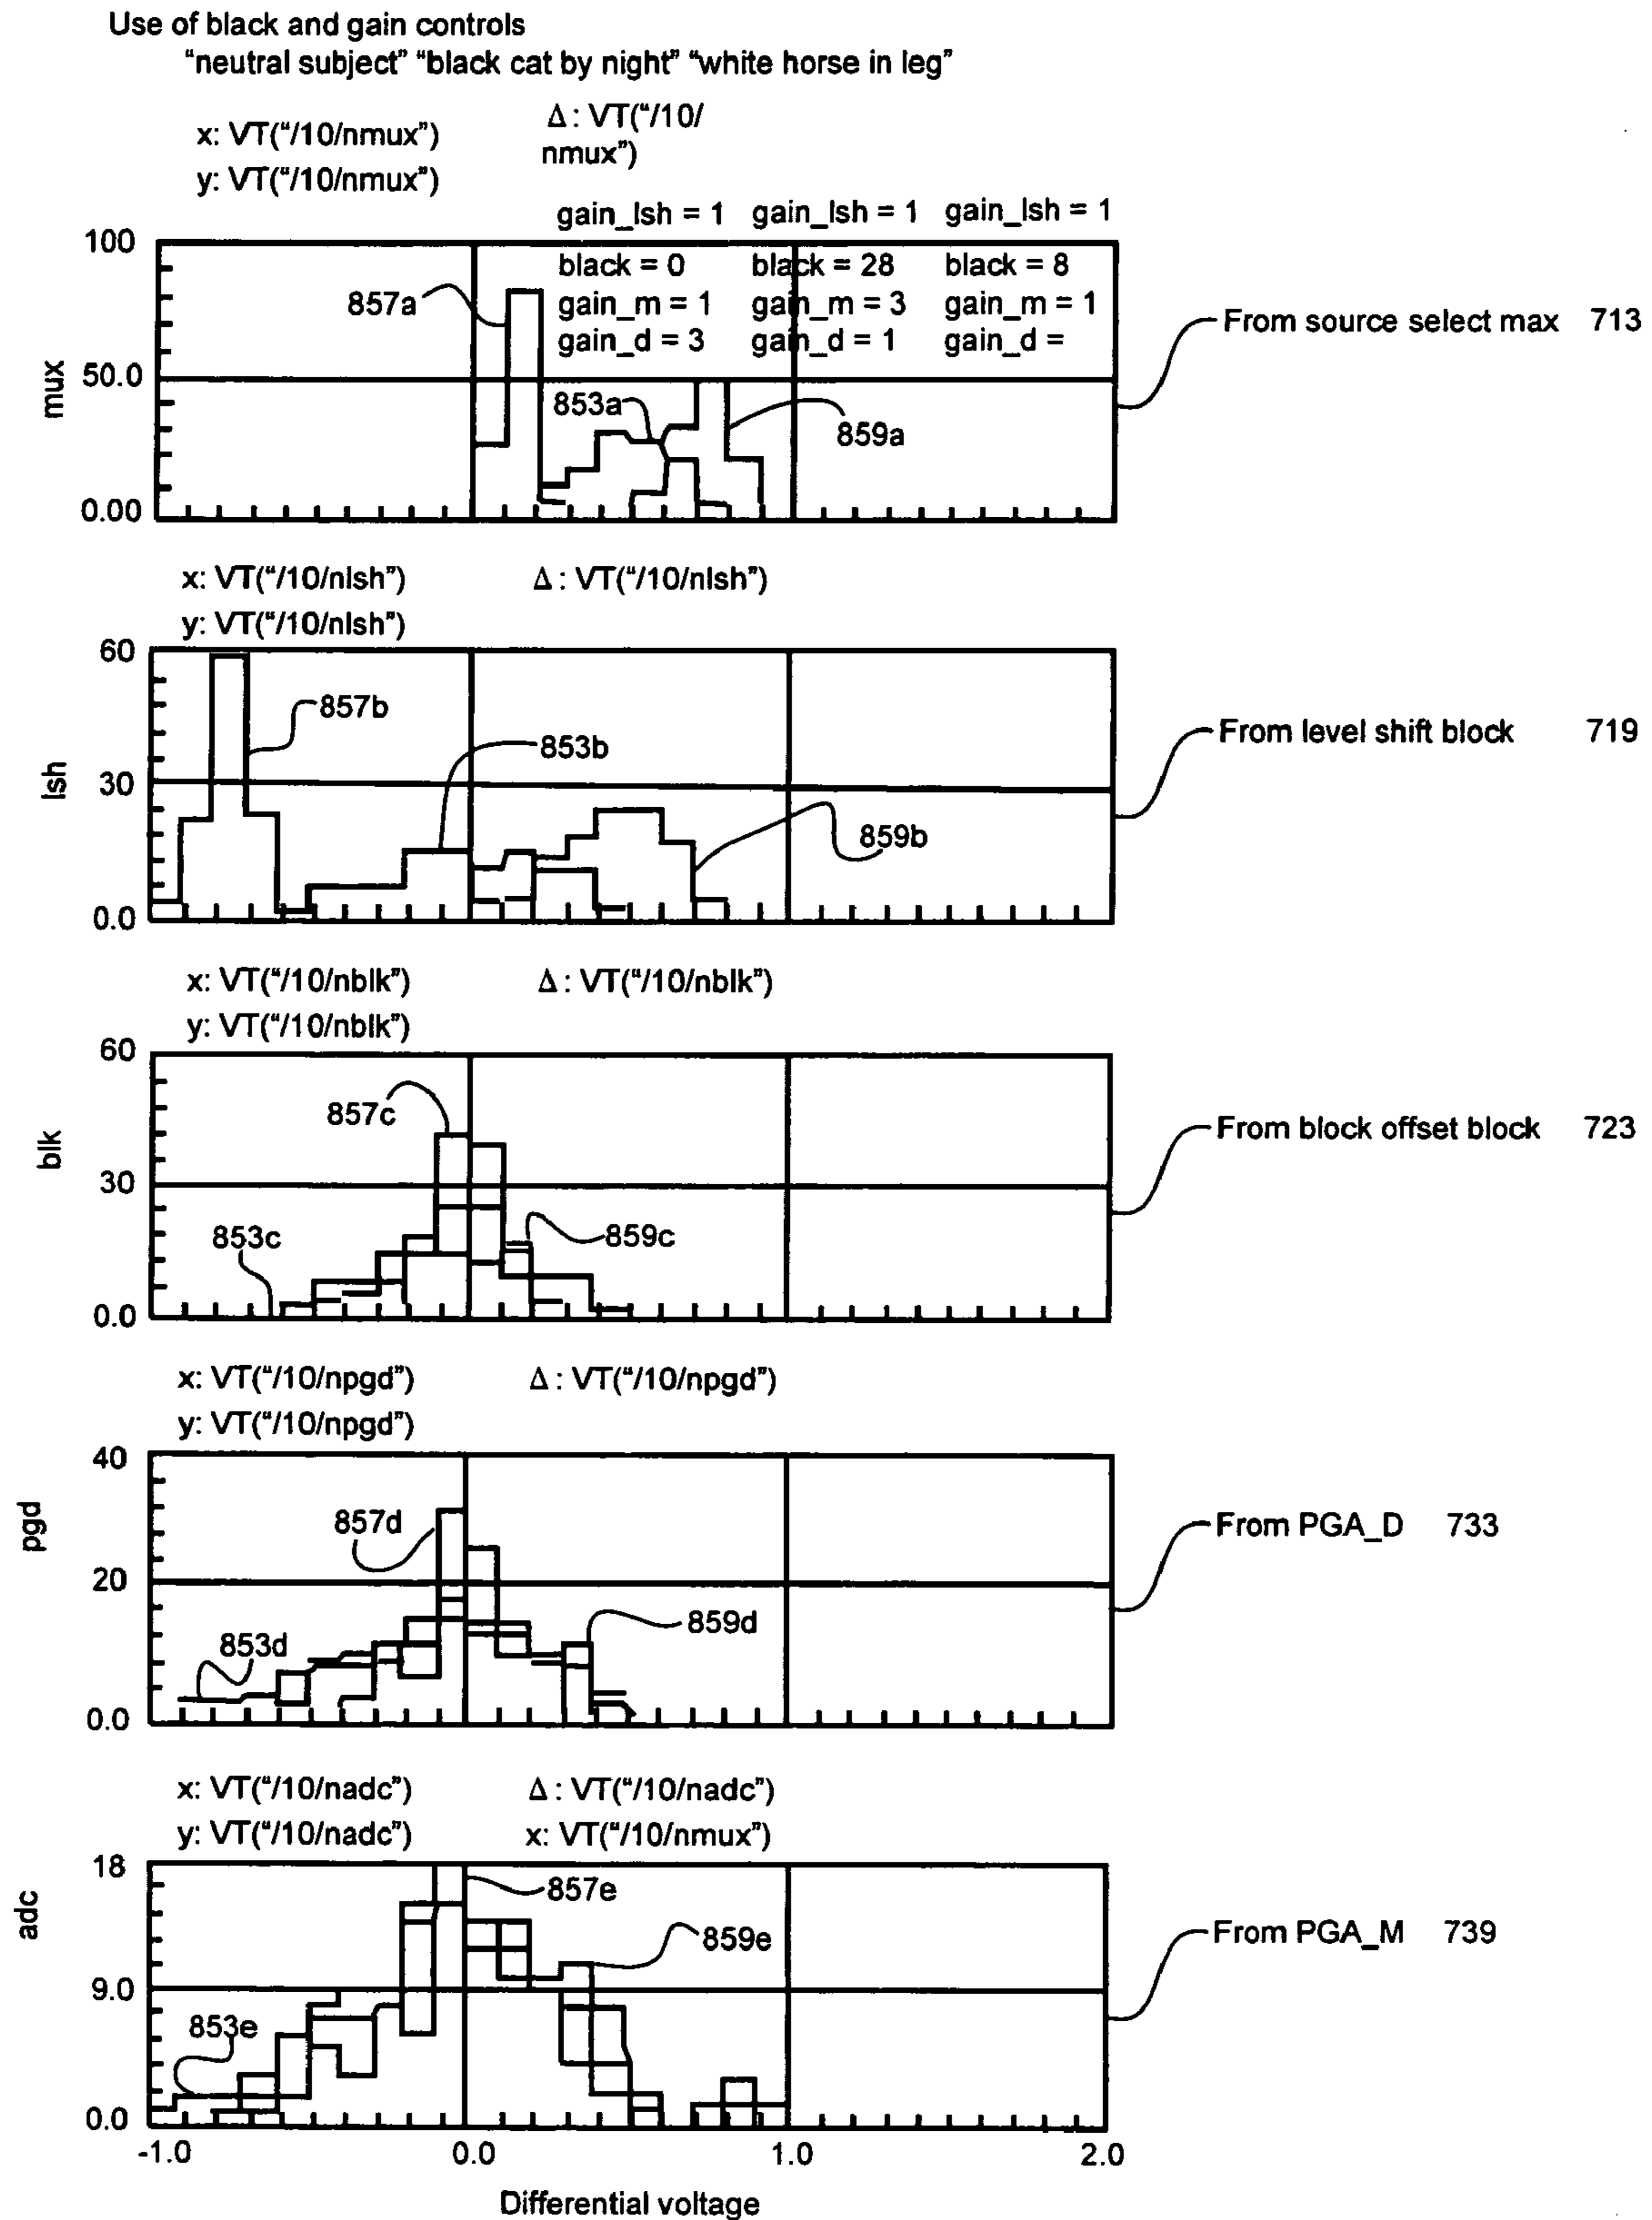 Use of black and gain controls
"neutral subject" "black cat by night" "white horse in leg"
x: VT("/10/nmux")
y: VT("/10/nmux")
Δ : VT("/10/
nmux")
gain_lsh = 1 gain_lsh = 1 gain_lsh = 1
black = 0 black = 28 black = 8
gain_m = 1 gain_m = 3 gain_m = 1
gain_d = 3 gain_d = 1 gain_d =
100
50.0
0.00
mux
857a
853a
859a
From source select max 713
x: VT("/10/nlsh") Δ : VT("/10/nlsh")
y: VT("/10/nlsh")
60
30
0.0
lsh
857b
853b
859b
From level shift block 719
x: VT("/10/nblk") Δ : VT("/10/nblk")
y: VT("/10/nblk")
60
30
0.0
blk
857c
853c
859c
From block offset block 723
x: VT("/10/npgd") Δ : VT("/10/npgd")
y: VT("/10/npgd")
40
20
0.0
pgd
857d
853d
859d
From PGA_D 733
x: VT("/10/nadc") Δ : VT("/10/nadc")
y: VT("/10/nadc") x: VT("/10/nmux")
18
9.0
0.0
adc
857e
859e
853e
From PGA_M 739
-1.0 0.0 1.0 2.0
Differential voltage